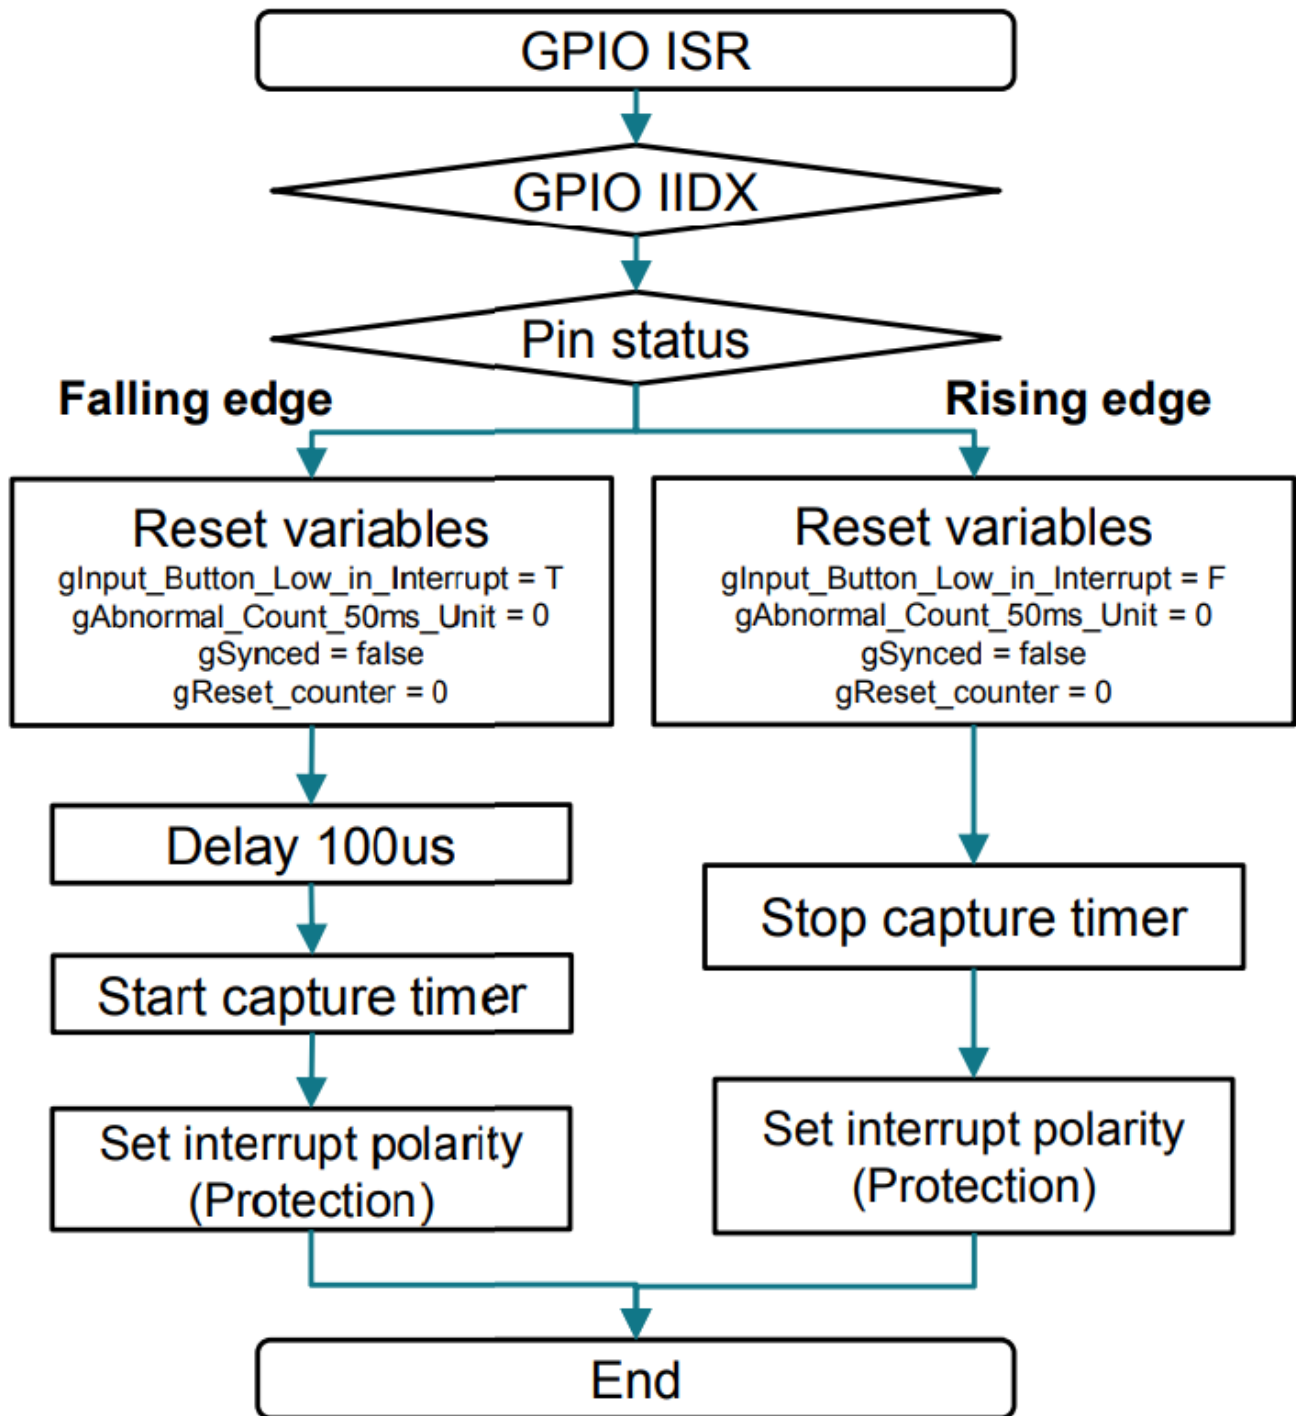 GPIO ISR
GPIO IIDX
Pin status
Falling edge
Rising edge
Reset variables
gInput_Button_Low_in_Interrupt = T
gAbnormal_Count_50ms_Unit = 0
gSynced = false
gReset_counter = 0
Reset variables
gInput_Button_Low_in_Interrupt = F
gAbnormal_Count_50ms_Unit = 0
gSynced = false
gReset_counter = 0
Delay 100us
Start capture timer
Stop capture timer
Set interrupt polarity
(Protection)
Set interrupt polarity
(Protection)
End